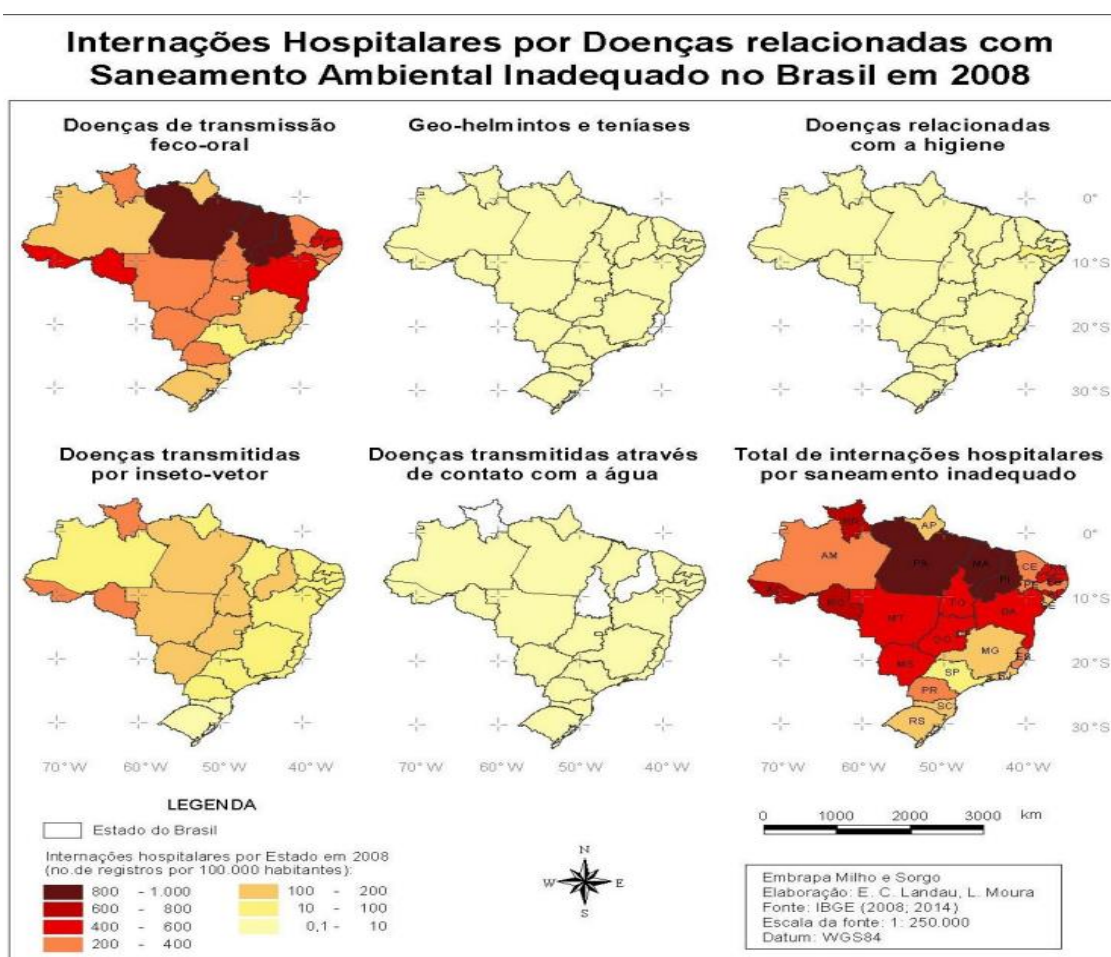 Internações Hospitalares por Doenças relacionadas com
Saneamento Ambiental Inadequado no Brasil em 2008
Doenças de transmissão
feco-oral
Geo-helmintos e teníases
Doenças relacionadas
com a higiene
0°
10°S
20°S
30°S
Doenças transmitidas
por inseto-vetor
Doenças transmitidas através
de contato com a água
Total de internações hospitalares
por saneamento inadequado
AP
AM
PA
MA
CE
PI
PE
TO
BA
MT
GO
MG
ES
MS
SP
RJ
PR
SC
RS
RO
SE
0°
10°S
20°S
30°S
70°W 60°W 50°W 40°W
70°W 60°W 50°W 40°W
LEGENDA
Estado do Brasil
Internações hospitalares por Estado em 2008
(no.de registros por 100.000 habitantes):
800 - 1.000
600 - 800
400 - 600
200 - 400
100 - 200
10 - 100
0,1 - 10
N
W E
S
0 1000 2000 3000 km
Embrapa Milho e Sorgo
Elaboração: E. C. Landau, L. Moura
Fonte: IBGE (2008; 2014)
Escala da fonte: 1: 250.000
Datum: WGS84